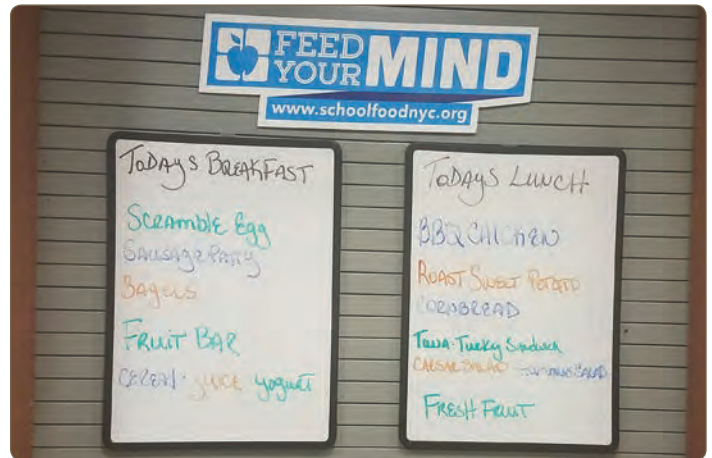 FEED
YOUR MIND
www.schoolfoodnyc.org
TODAYS BREAKFAST
SCRAMBLE Egg
SAUSAGE PATTY
BAGELS
FRUIT BAR
CEREAL JUICE yogurt
TODAYS LUNCH
BBQ CHICKEN
ROAST SWEET POTATO
CORNBREAD
TUNA-Turkey Sandwich
CAESAR SALAD SALAD
FRESH FRUIT